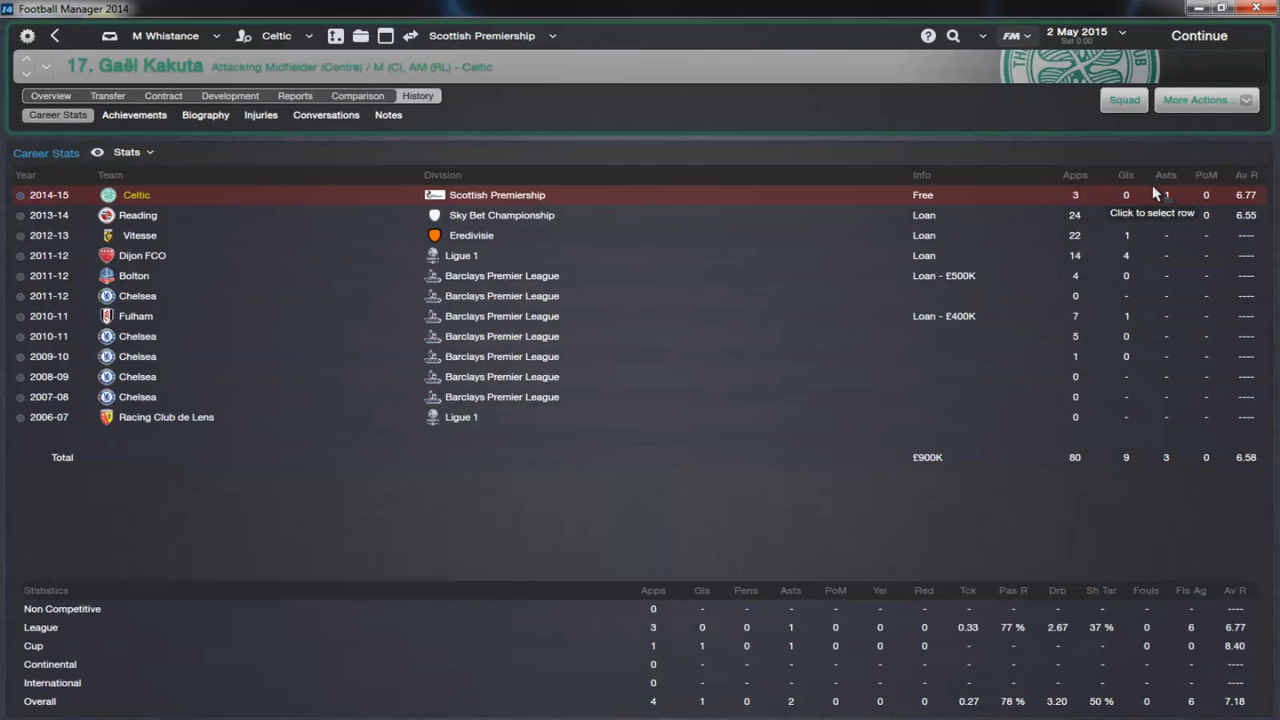 Football Manager 2014
M Whistance Celtic Scottish Premiership FM 2 May 2015 Sat 0:00 Continue
17. Gaël Kakuta Attacking Midfielder (Centre) / M (C), AM (RL) - Celtic
Overview Transfer Contract Development Reports Comparison History Squad More Actions...
Career Stats Achievements Biography Injuries Conversations Notes
Career Stats Stats
Year Team Division Info Apps Gls Asts PoM Av R
2014-15 Celtic Scottish Premiership Free 3 0 1 0 6.77
2013-14 Reading Sky Bet Championship Loan 24 0 6.55
Click to select row
2012-13 Vitesse Eredivisie Loan 22 1 - - ----
2011-12 Dijon FCO Ligue 1 Loan 14 4 - - ----
2011-12 Bolton Barclays Premier League Loan - £500K 4 0 - - ----
2011-12 Chelsea Barclays Premier League 0 - - - ----
2010-11 Fulham Barclays Premier League Loan - £400K 7 1 - - ----
2010-11 Chelsea Barclays Premier League 5 0 - - ----
2009-10 Chelsea Barclays Premier League 1 0 - - ----
2008-09 Chelsea Barclays Premier League 0 - - - ----
2007-08 Chelsea Barclays Premier League 0 - - - ----
2006-07 Racing Club de Lens Ligue 1 0 - - - ----
Total £900K 80 9 3 0 6.58
Statistics Apps Gls Pens Asts PoM Yel Red Tck Pas R Drb Sh Tar Fouls Fls Ag Av R
Non Competitive 0 - - - - - - - - - - - - ----
League 3 0 0 1 0 0 0 0.33 77 % 2.67 37 % 0 6 6.77
Cup 1 1 0 1 0 0 0 - - - - 0 0 8.40
Continental 0 - - - - - - - - - - - - ----
International 0 - - - - - - - - - - - - ----
Overall 4 1 0 2 0 0 0 0.27 78 % 3.20 50 % 0 6 7.18